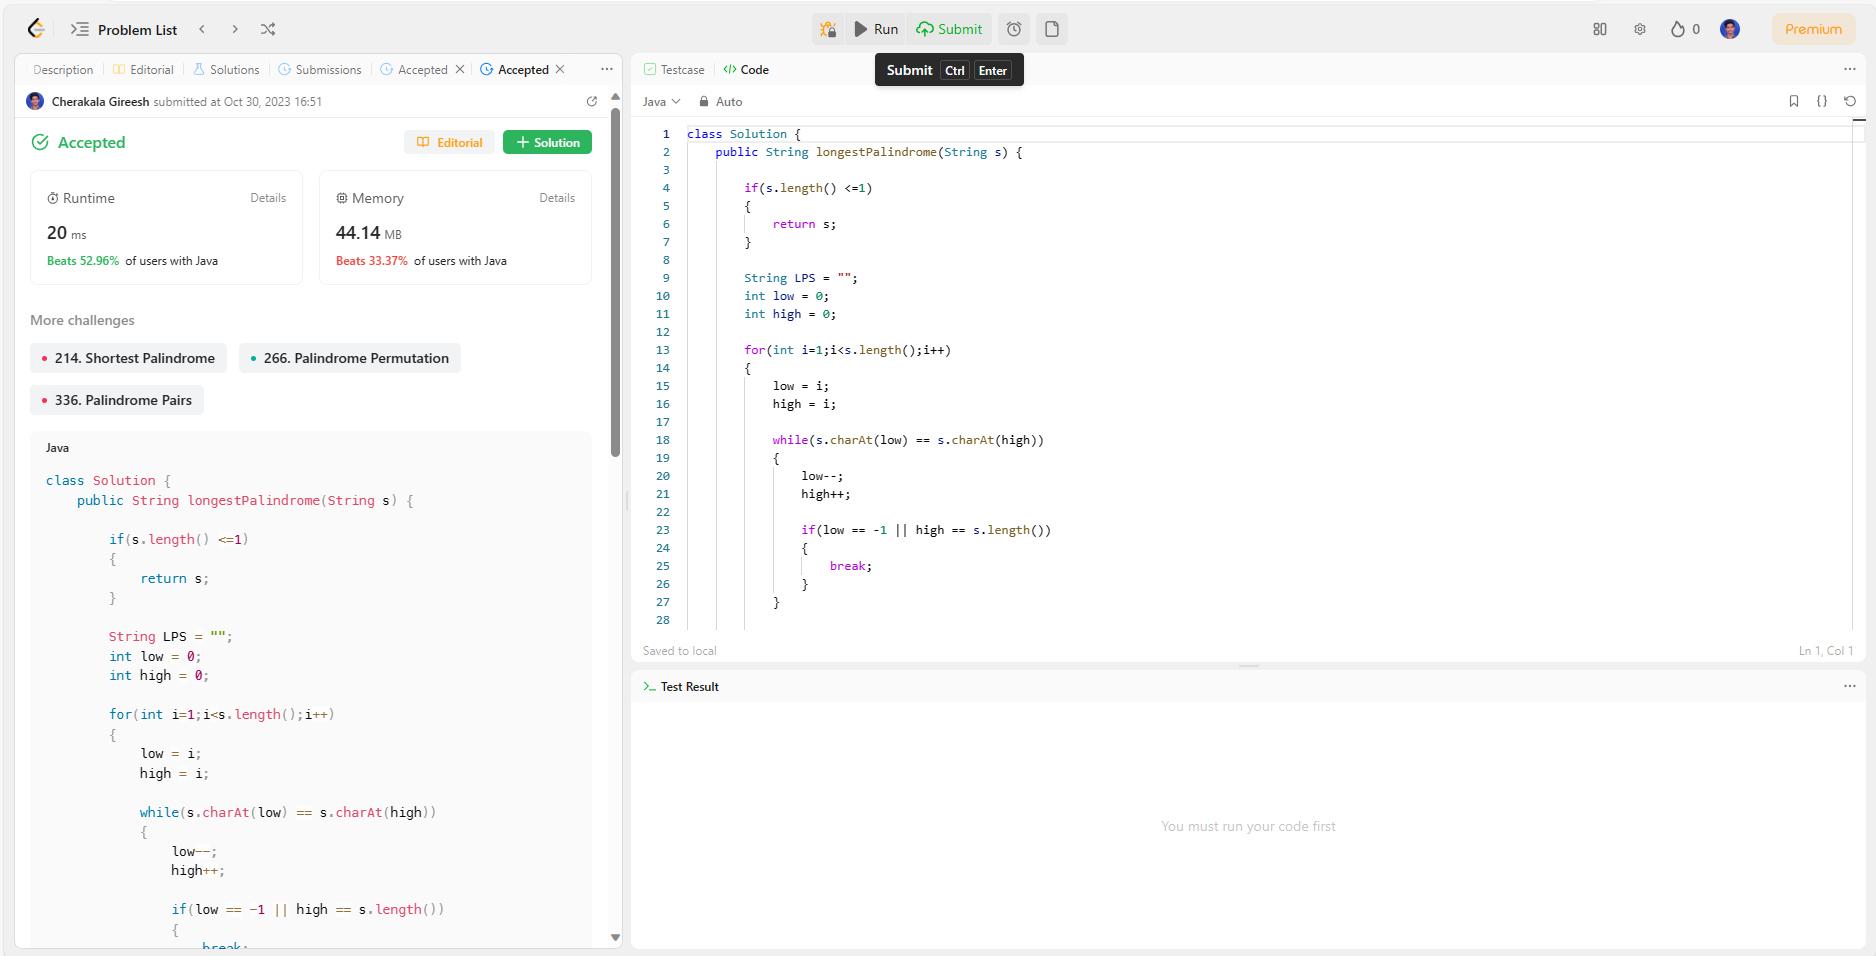 Problem List
Run
Submit
0
Premium
Description
Editorial
Solutions
Submissions
Accepted
Accepted
Cherakala Gireesh submitted at Oct 30, 2023 16:51
Accepted
Editorial
Solution
Runtime
Details
20 ms
Beats 52.96% of users with Java
Memory
Details
44.14 MB
Beats 33.37% of users with Java
More challenges
214. Shortest Palindrome
266. Palindrome Permutation
336. Palindrome Pairs
Java
class Solution {
public String longestPalindrome(String s) {
if(s.length() <=1)
{
return s;
}
String LPS = "";
int low = 0;
int high = 0;
for(int i=1;i<s.length();i++)
{
low = i;
high = i;
while(s.charAt(low) == s.charAt(high))
{
low--;
high++;
if(low == -1 || high == s.length())
{
break;
Testcase
Code
Submit Ctrl Enter
Java
Auto
1 class Solution {
2 public String longestPalindrome(String s) {
3
4 if(s.length() <=1)
5 {
6 return s;
7 }
8
9 String LPS = "";
10 int low = 0;
11 int high = 0;
12
13 for(int i=1;i<s.length();i++)
14 {
15 low = i;
16 high = i;
17
18 while(s.charAt(low) == s.charAt(high))
19 {
20 low--;
21 high++;
22
23 if(low == -1 || high == s.length())
24 {
25 break;
26 }
27 }
28
Saved to local
Ln 1, Col 1
Test Result
You must run your code first